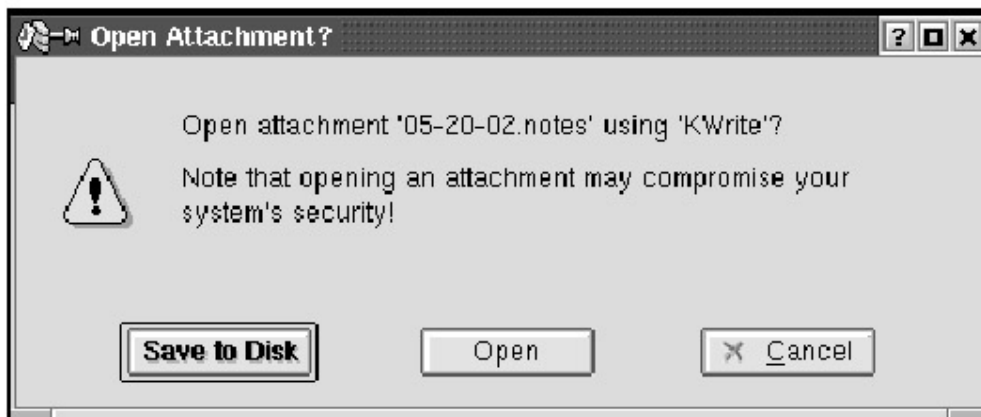 Open Attachment?
Open attachment '05-20-02.notes' using 'KWrite'?
Note that opening an attachment may compromise your
system's security!
Save to Disk
Open
Cancel